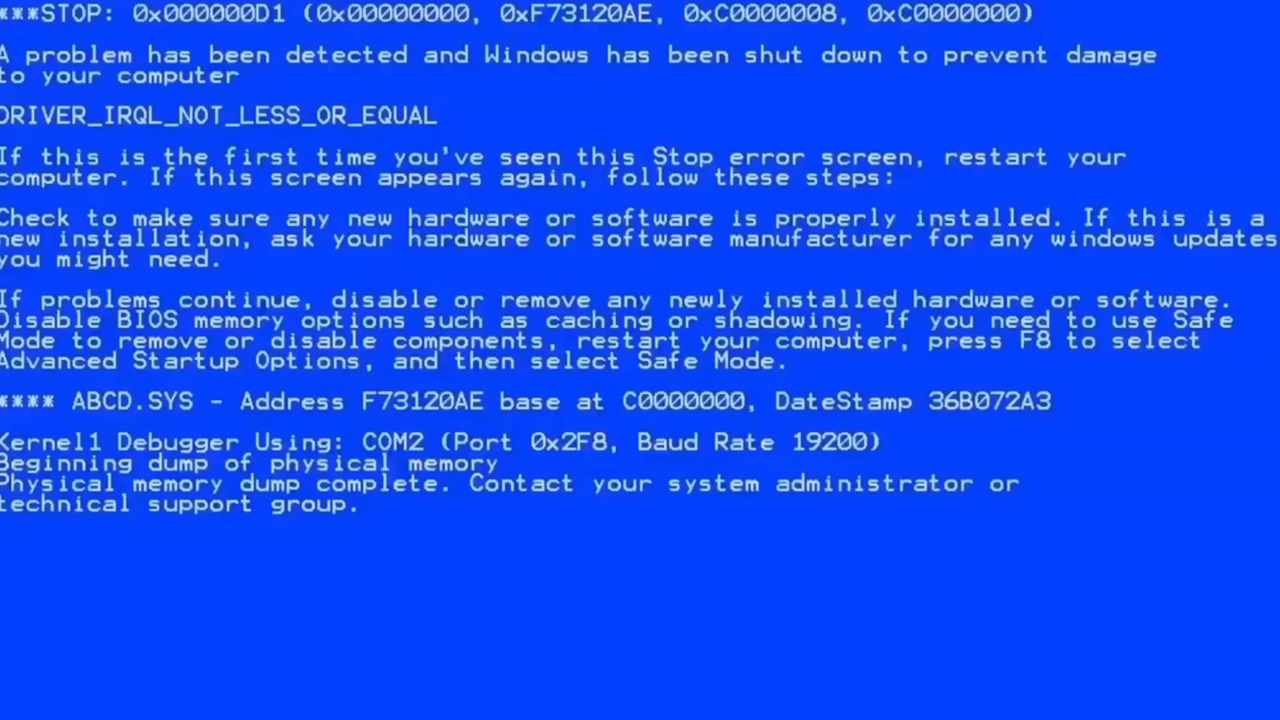 ***STOP: 0x000000D1 (0x00000000, 0xF73120AE, 0xC0000008, 0xC0000000)
A problem has been detected and Windows has been shut down to prevent damage
to your computer
DRIVER_IRQL_NOT_LESS_OR_EQUAL
If this is the first time you've seen this Stop error screen, restart your
computer. If this screen appears again, follow these steps:
Check to make sure any new hardware or software is properly installed. If this is a
new installation, ask your hardware or software manufacturer for any windows updates
you might need.
If problems continue, disable or remove any newly installed hardware or software.
Disable BIOS memory options such as caching or shadowing. If you need to use Safe
Mode to remove or disable components, restart your computer, press F8 to select
Advanced Startup Options, and then select Safe Mode.
**** ABCD.SYS - Address F73120AE base at C0000000, DateStamp 36B072A3
Kernel1 Debugger Using: COM2 (Port 0x2F8, Baud Rate 19200)
Beginning dump of physical memory
Physical memory dump complete. Contact your system administrator or
technical support group.